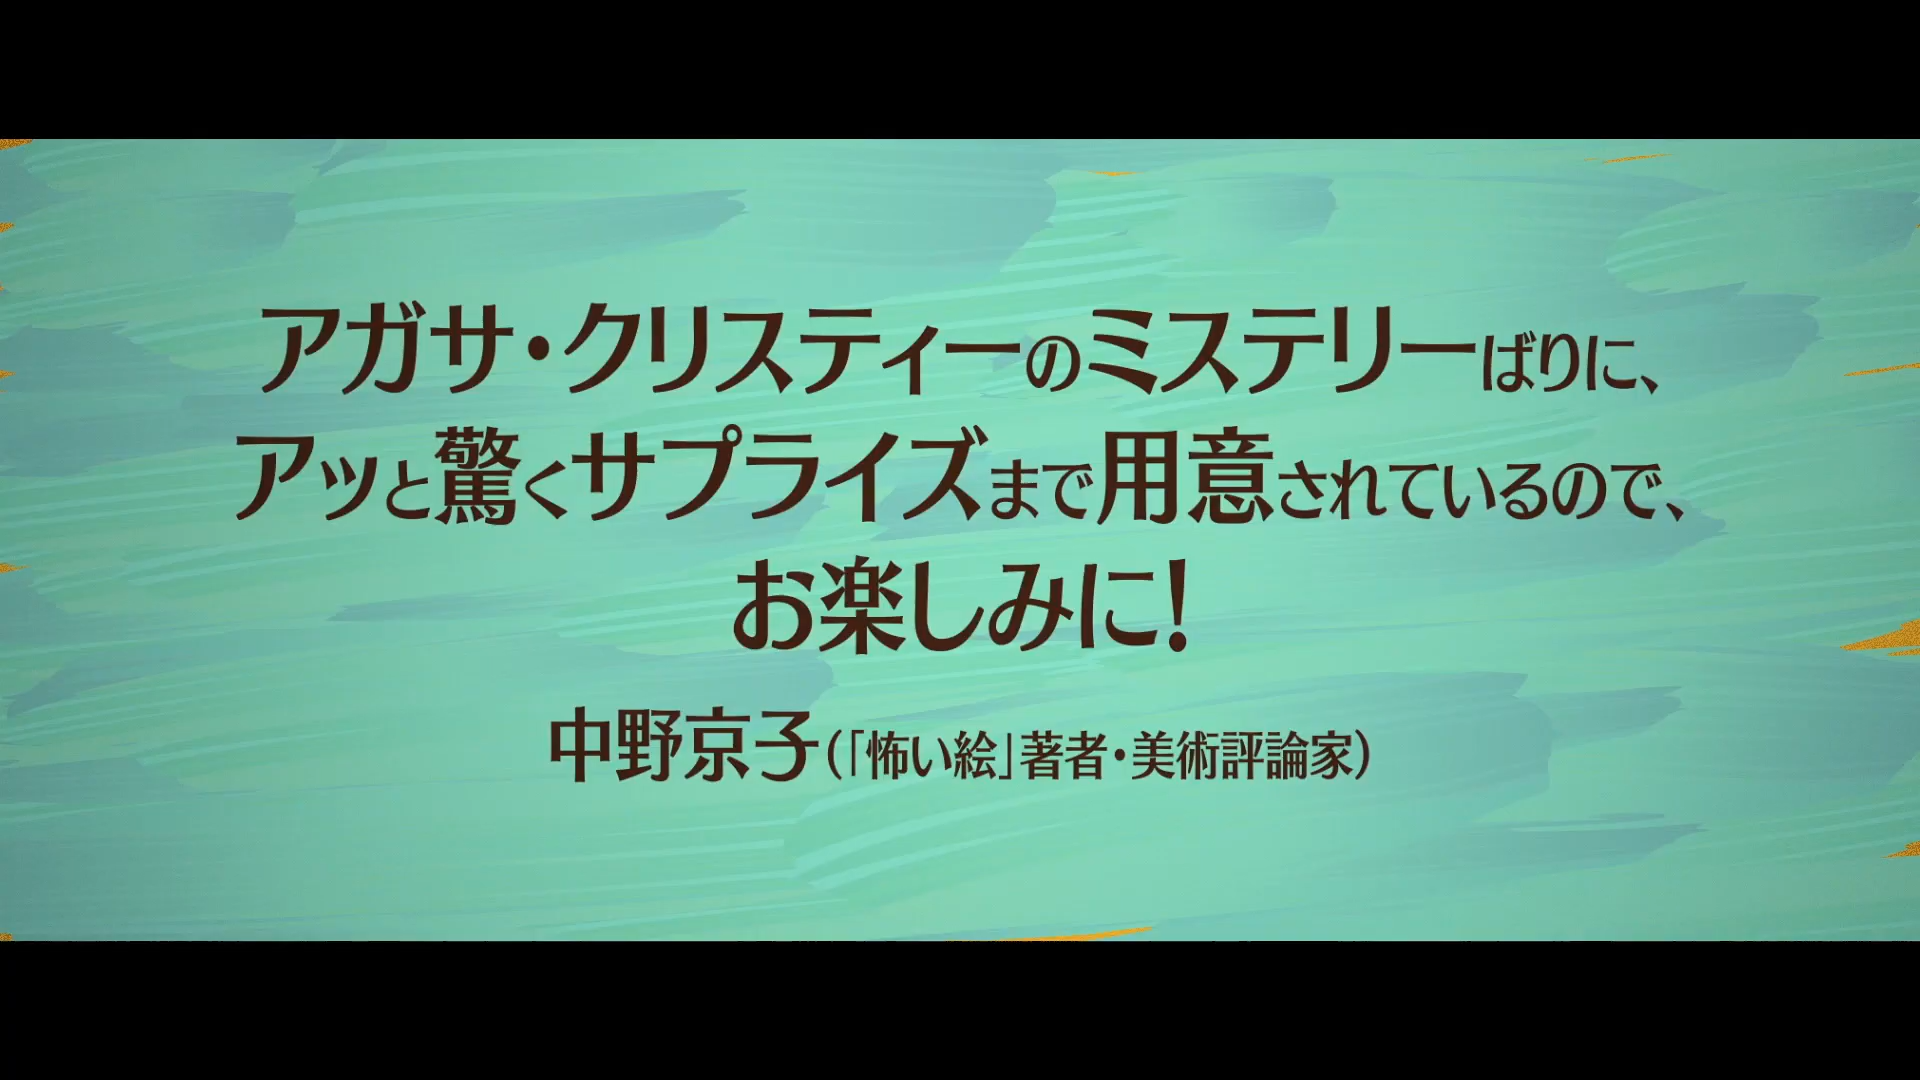 アガサ・クリスティーのミステリーばりに、
アッと驚くサプライズまで用意されているので、
お楽しみに!
中野京子(「怖い絵」著者・美術評論家)